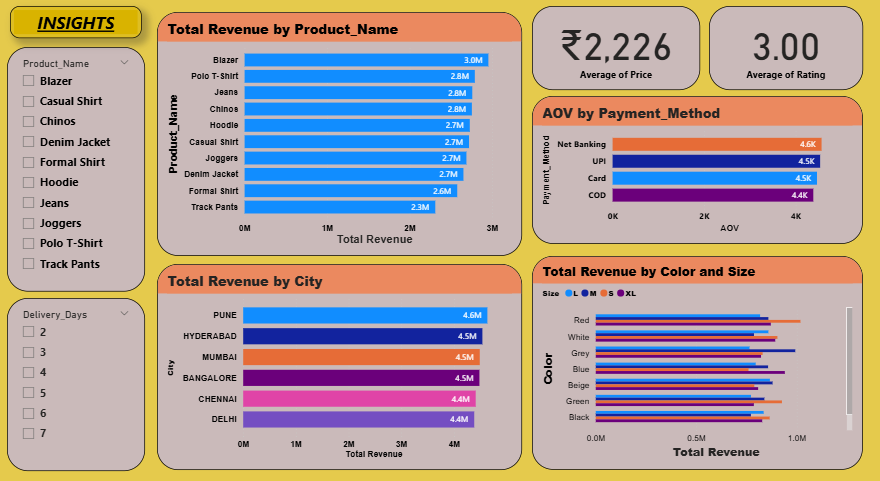 INSIGHTS
Product_Name
Blazer
Casual Shirt
Chinos
Denim Jacket
Formal Shirt
Hoodie
Jeans
Joggers
Polo T-Shirt
Track Pants
Delivery_Days
2
3
4
5
6
7
Total Revenue by Product_Name
Product_Name
Blazer 3.0M
Polo T-Shirt 2.8M
Jeans 2.8M
Chinos 2.8M
Hoodie 2.7M
Casual Shirt 2.7M
Joggers 2.7M
Denim Jacket 2.7M
Formal Shirt 2.6M
Track Pants 2.3M
0M 1M 2M 3M
Total Revenue
Total Revenue by City
City
PUNE 4.6M
HYDERABAD 4.5M
MUMBAI 4.5M
BANGALORE 4.5M
CHENNAI 4.4M
DELHI 4.4M
0M 1M 2M 3M 4M
Total Revenue
₹2,226
Average of Price
3.00
Average of Rating
AOV by Payment_Method
Payment_Method
Net Banking 4.6K
UPI 4.5K
Card 4.5K
COD 4.4K
0K 2K 4K
AOV
Total Revenue by Color and Size
Size L M S XL
Color
Red
White
Grey
Blue
Beige
Green
Black
0.0M 0.5M 1.0M
Total Revenue